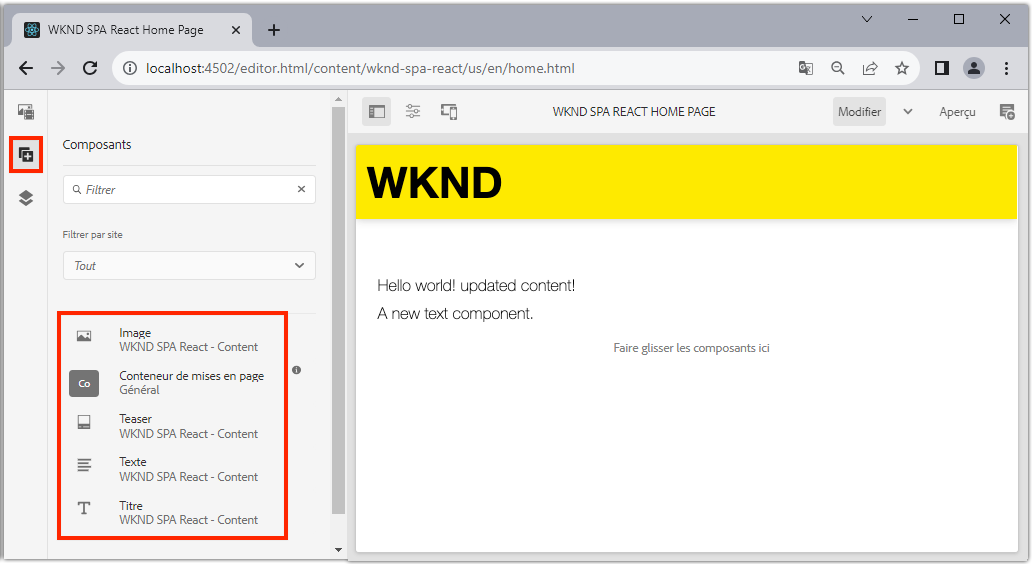 WKND SPA React Home Page
localhost:4502/editor.html/content/wknd-spa-react/us/en/home.html
WKND SPA REACT HOME PAGE
Modifier
Aperçu
Composants
Filtrer
Filtrer par site
Tout
Image
WKND SPA React - Content
Co
Conteneur de mises en page
Général
Teaser
WKND SPA React - Content
Texte
WKND SPA React - Content
Titre
WKND SPA React - Content
WKND
Hello world! updated content!
A new text component.
Faire glisser les composants ici